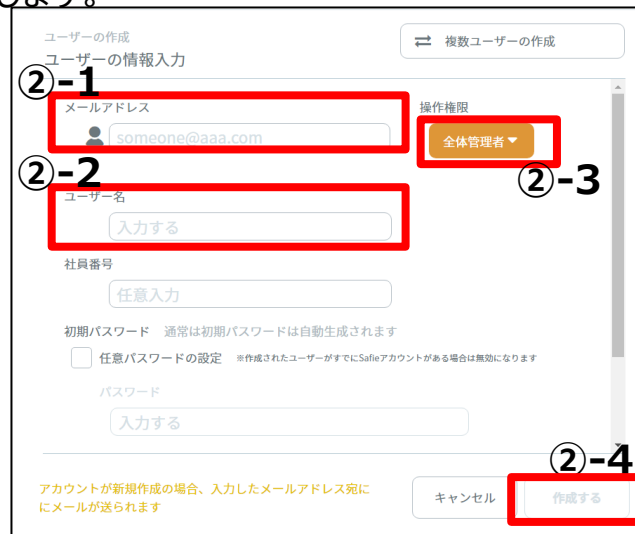 します。
ユーザーの作成
ユーザーの情報入力
複数ユーザーの作成
②-1
メールアドレス
操作権限
someone@aaa.com
全体管理者
②-2
②-3
ユーザー名
入力する
社員番号
任意入力
初期パスワード 通常は初期パスワードは自動生成されます
任意パスワードの設定 ※作成されたユーザーがすでにSafieアカウントがある場合は無効になります
パスワード
入力する
②-4
アカウントが新規作成の場合、入力したメールアドレス宛に
にメールが送られます
キャンセル
作成する